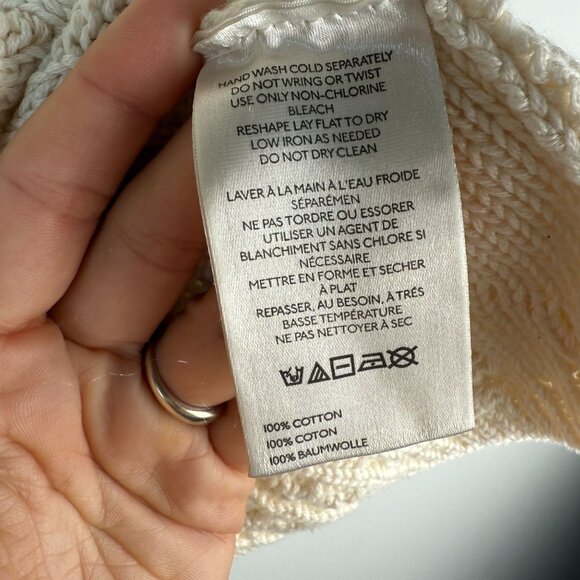 HAND WASH COLD SEPARATELY
DO NOT WRING OR TWIST
USE ONLY NON-CHLORINE
BLEACH
RESHAPE LAY FLAT TO DRY
LOW IRON AS NEEDED
DO NOT DRY CLEAN
LAVER À LA MAIN À L'EAU FROIDE
SÉPARÉMEN
NE PAS TORDRE OU ESSORER
UTILISER UN AGENT DE
BLANCHIMENT SANS CHLORE SI
NÉCESSAIRE
METTRE EN FORME ET SECHER
À PLAT
REPASSER, AU BESOIN, À TRÉS
BASSE TEMPÉRATURE
NE PAS NETTOYER À SEC
100% COTTON
100% COTON
100% BAUMWOLLE